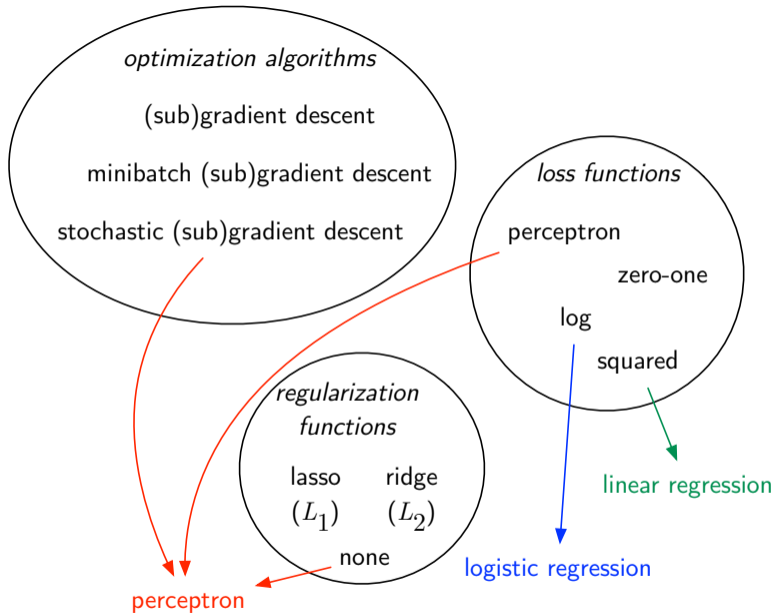 optimization algorithms
(sub)gradient descent
minibatch (sub)gradient descent
stochastic (sub)gradient descent
loss functions
perceptron
zero-one
log
squared
regularization
functions
lasso ridge
(L1) (L2)
none
linear regression
logistic regression
perceptron